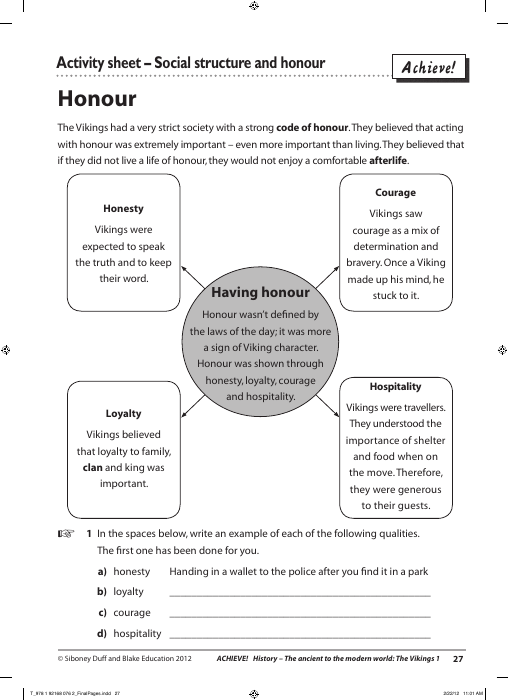 Activity sheet – Social structure and honour
Achieve!
Honour
The Vikings had a very strict society with a strong code of honour. They believed that acting
with honour was extremely important – even more important than living. They believed that
if they did not live a life of honour, they would not enjoy a comfortable afterlife.
Honesty
Vikings were
expected to speak
the truth and to keep
their word.
Courage
Vikings saw
courage as a mix of
determination and
bravery. Once a Viking
made up his mind, he
stuck to it.
Having honour
Honour wasn't defined by
the laws of the day; it was more
a sign of Viking character.
Honour was shown through
honesty, loyalty, courage
and hospitality.
Loyalty
Vikings believed
that loyalty to family,
clan and king was
important.
Hospitality
Vikings were travellers.
They understood the
importance of shelter
and food when on
the move. Therefore,
they were generous
to their guests.
1 In the spaces below, write an example of each of the following qualities.
The first one has been done for you.
a) honesty Handing in a wallet to the police after you find it in a park
b) loyalty
c) courage
d) hospitality
© Siboney Duff and Blake Education 2012 ACHIEVE! History – The ancient to the modern world: The Vikings 1 27